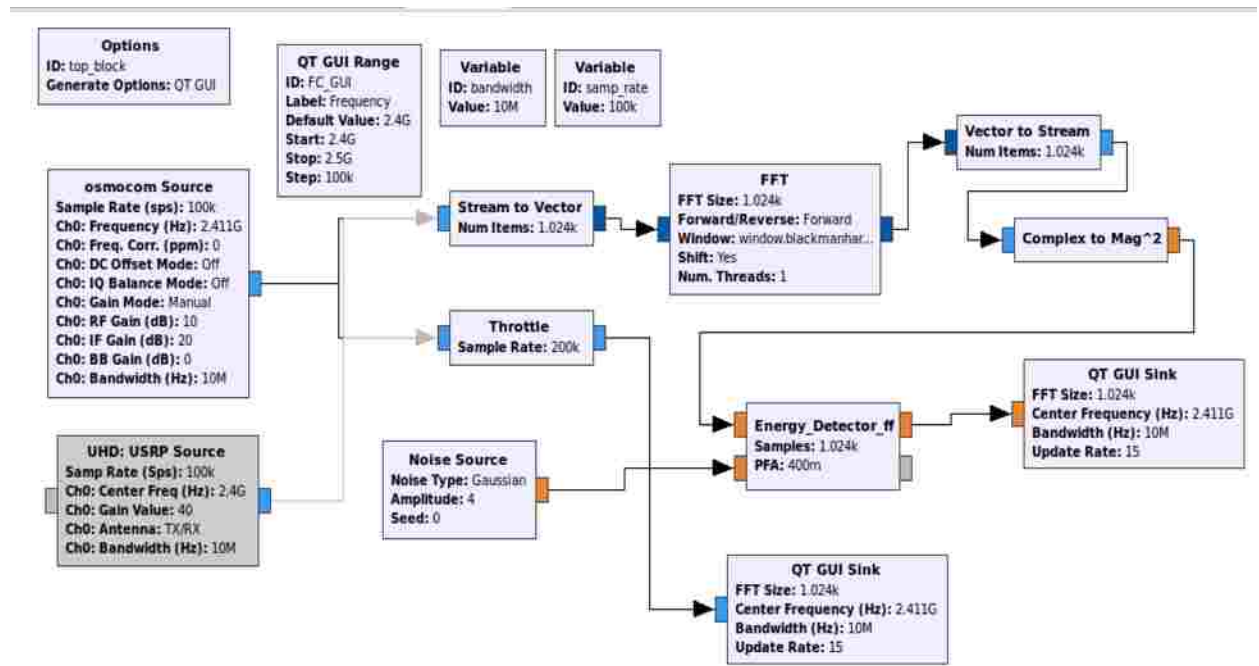 Options
ID: top_block
Generate Options: QT GUI
QT GUI Range
ID: FC_GUI
Label: Frequency
Default Value: 2.4G
Start: 2.4G
Stop: 2.5G
Step: 100k
Variable
ID: bandwidth
Value: 10M
Variable
ID: samp_rate
Value: 100k
osmocom Source
Sample Rate (sps): 100k
Ch0: Frequency (Hz): 2.411G
Ch0: Freq. Corr. (ppm): 0
Ch0: DC Offset Mode: Off
Ch0: IQ Balance Mode: Off
Ch0: Gain Mode: Manual
Ch0: RF Gain (dB): 10
Ch0: IF Gain (dB): 20
Ch0: BB Gain (dB): 0
Ch0: Bandwidth (Hz): 10M
Stream to Vector
Num Items: 1.024k
FFT
FFT Size: 1.024k
Forward/Reverse: Forward
Window: window.blackmanhar...
Shift: Yes
Num. Threads: 1
Vector to Stream
Num Items: 1.024k
Complex to Mag^2
Throttle
Sample Rate: 200k
UHD: USRP Source
Samp Rate (Sps): 100k
Ch0: Center Freq (Hz): 2.4G
Ch0: Gain Value: 40
Ch0: Antenna: TX/RX
Ch0: Bandwidth (Hz): 10M
Noise Source
Noise Type: Gaussian
Amplitude: 4
Seed: 0
Energy_Detector_ff
Samples: 1.024k
PFA: 400m
QT GUI Sink
FFT Size: 1.024k
Center Frequency (Hz): 2.411G
Bandwidth (Hz): 10M
Update Rate: 15
QT GUI Sink
FFT Size: 1.024k
Center Frequency (Hz): 2.411G
Bandwidth (Hz): 10M
Update Rate: 15